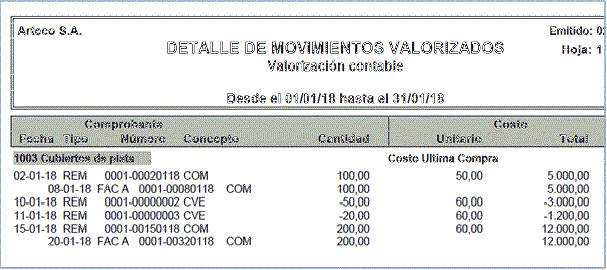 Arteco S.A. Emitido: 02
DETALLE DE MOVIMIENTOS VALORIZADOS Hoja: 1
Valorización contable
Desde el 01/01/18 hasta el 31/01/18
Comprobante Costo
Fecha Tipo Número Concepto Cantidad Unitario Total
1003 Cubiertos de plata Costo Ultima Compra
02-01-18 REM 0001-00020118 COM 100,00 50,00 5.000,00
08-01-18 FAC A 0001-00080118 COM 100,00 5.000,00
10-01-18 REM 0001-00000002 CVE -50,00 60,00 -3.000,00
11-01-18 REM 0001-00000003 CVE -20,00 60,00 -1.200,00
15-01-18 REM 0001-00150118 COM 200,00 60,00 12.000,00
20-01-18 FAC A 0001-00320118 COM 200,00 12.000,00